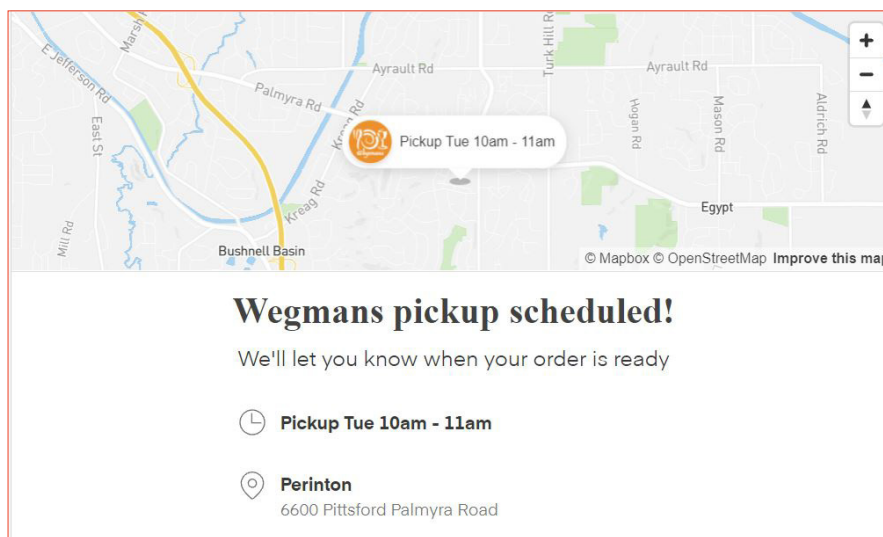 Marsh
E Jefferson Rd
East St
Mill Rd
Palmyra Rd
Ayrault Rd
Turk Hill Rd
Ayrault Rd
Hogan Rd
Mason Rd
Aldrich Rd
Kreag Rd
Kreag Rd
Pickup Tue 10am - 11am
Egypt
Bushnell Basin
© Mapbox © OpenStreetMap Improve this map
Wegmans pickup scheduled!
We'll let you know when your order is ready
Pickup Tue 10am - 11am
Perinton
6600 Pittsford Palmyra Road